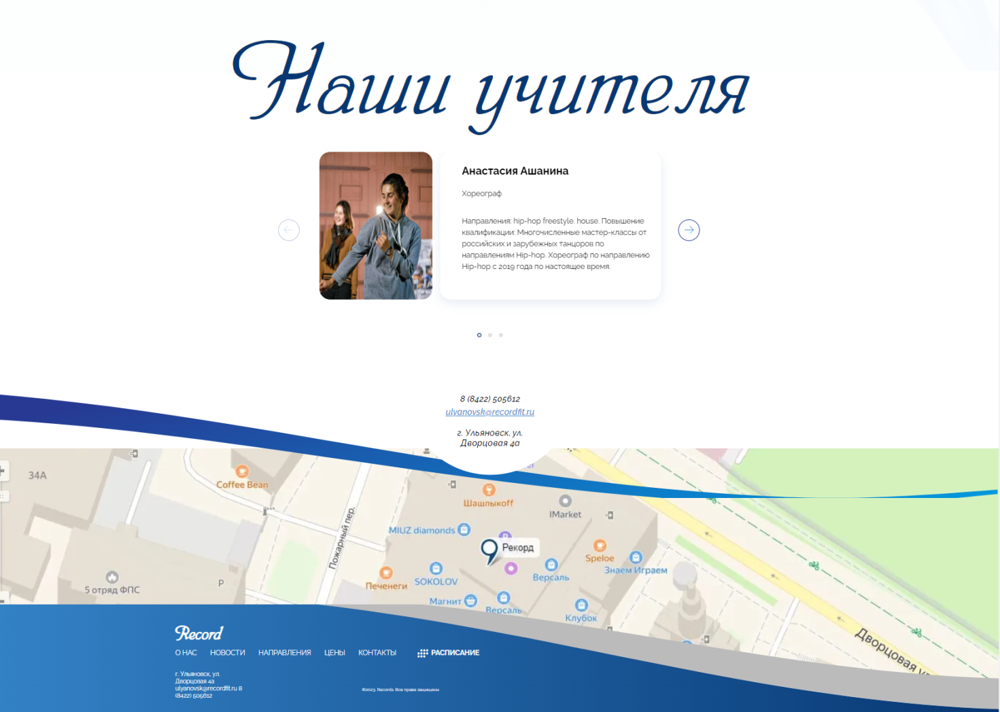 Наши учителя
Анастасия Ашанина
Хореограф
Направления: hip-hop freestyle. house. Повышение
квалификации: Многочисленные мастер-классы от
российских и зарубежных танцоров по
направлениям Hip-hop. Хореограф по направлению
Hip-hop с 2019 года по настоящее время.
8 (8422) 505612
ulyanovsk@recordfit.ru
г. Ульяновск, ул.
Дворцовая 4а
34А
Coffee Bean
Шашлыкоff
IMarket
MIUZ diamonds
Пожарный пер.
Рекорд
Speloe
Знаем Играем
Версаль
SOKOLOV
Печенеги
5 отряд ФПС
P
Магнит
Версаль
Клубок
Дворцовая ул
Record
О НАС НОВОСТИ НАПРАВЛЕНИЯ ЦЕНЫ КОНТАКТЫ РАСПИСАНИЕ
г. Ульяновск, ул.
Дворцовая 4а
ulyanovsk@recordfit.ru 8
(8422) 505612
©2023, Records. Все права защищены